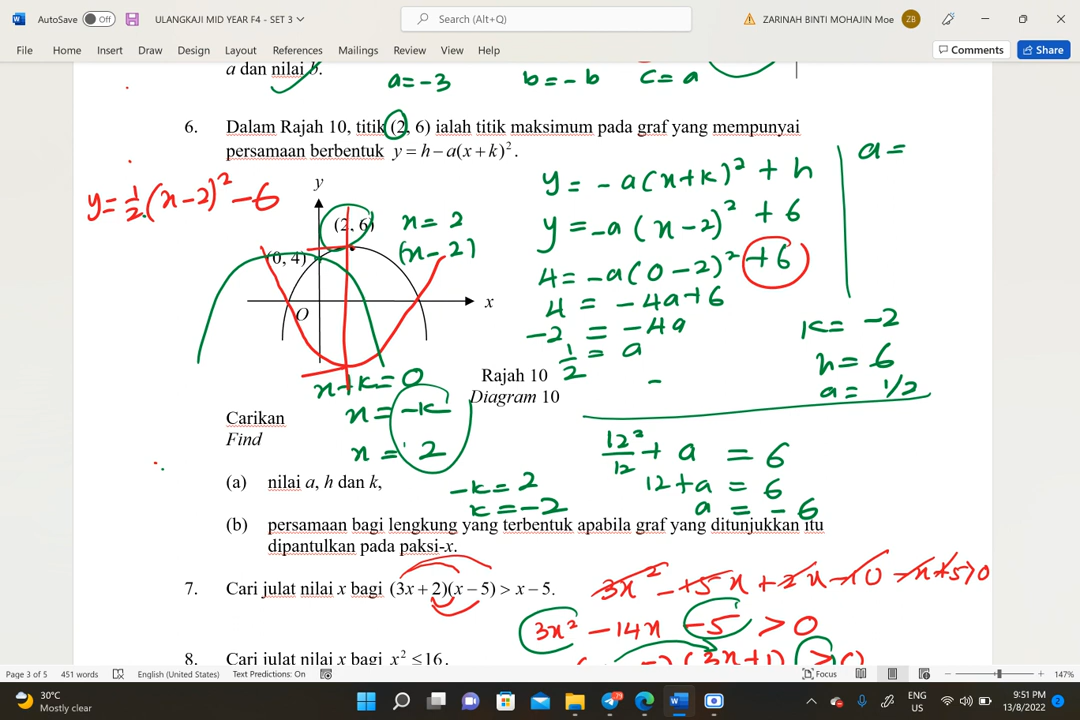 AutoSave Off ULANGKAJI MID YEAR F4 - SET 3 Search (Alt+Q) ZARINAH BINTI MOHAJIN Moe ZB
File Home Insert Draw Design Layout References Mailings Review View Help Comments Share
a dan nilai b.
a=-3 b=-b c=a
6. Dalam Rajah 10, titik (2, 6) ialah titik maksimum pada graf yang mempunyai
persamaan berbentuk y = h – a(x + k)².
a =
y = -a(x+k)² + h
y=½(x-2)²-6
y
(2, 6)
x = 2
y = -a(x-2)² + 6
(0, 4)
(x-2)
4 = -a(0-2)² +6
x
4 = -4a+6
O
-2 = -4a
k= -2
½ = a
h= 6
x+k=0
Rajah 10
-
a= 1/2
Diagram 10
x = -k
Carikan
Find
x = 2
12²/12 + a = 6
(a) nilai a, h dan k,
-k = 2
12+a = 6
k = -2
a = -6
(b) persamaan bagi lengkung yang terbentuk apabila graf yang ditunjukkan itu
dipantulkan pada paksi-x.
7. Cari julat nilai x bagi (3x + 2)(x – 5) > x – 5.
3x² - 14x - 5 > 0
8. Cari julat nilai x bagi x² ≤ 16.
(3x+1) > 0
Page 3 of 5 451 words English (United States) Text Predictions: On Focus 147%
30°C
Mostly clear
ENG
US
9:51 PM
13/8/2022
2